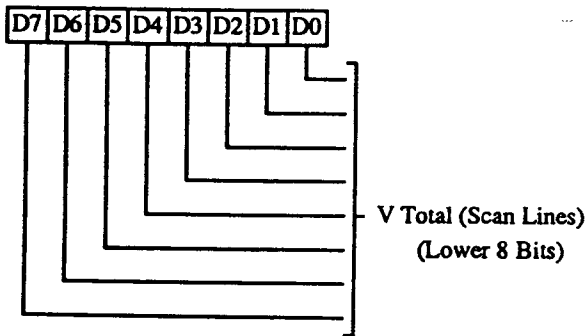 D7 D6 D5 D4 D3 D2 D1 D0
V Total (Scan Lines)
(Lower 8 Bits)